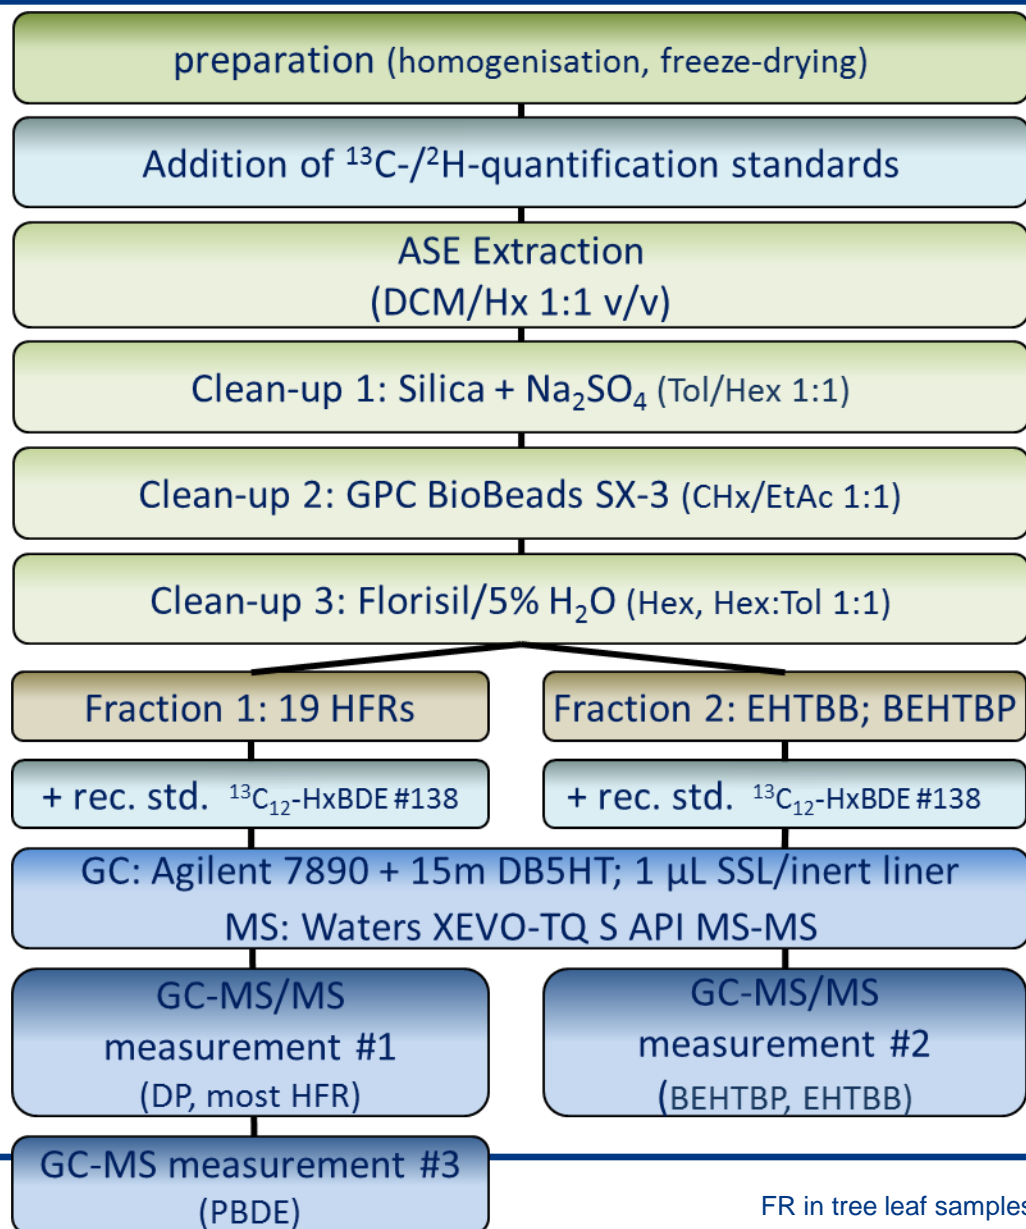 preparation (homogenisation, freeze-drying)
Addition of ¹³C-/²H-quantification standards
ASE Extraction
(DCM/Hx 1:1 v/v)
Clean-up 1: Silica + Na₂SO₄ (Tol/Hex 1:1)
Clean-up 2: GPC BioBeads SX-3 (CHx/EtAc 1:1)
Clean-up 3: Florisil/5% H₂O (Hex, Hex:Tol 1:1)
Fraction 1: 19 HFRs
Fraction 2: EHTBB; BEHTBP
+ rec. std. ¹³C₁₂-HxBDE #138
+ rec. std. ¹³C₁₂-HxBDE #138
GC: Agilent 7890 + 15m DB5HT; 1 µL SSL/inert liner
MS: Waters XEVO-TQ S API MS-MS
GC-MS/MS
measurement #1
(DP, most HFR)
GC-MS/MS
measurement #2
(BEHTBP, EHTBB)
GC-MS measurement #3
(PBDE)
FR in tree leaf samples